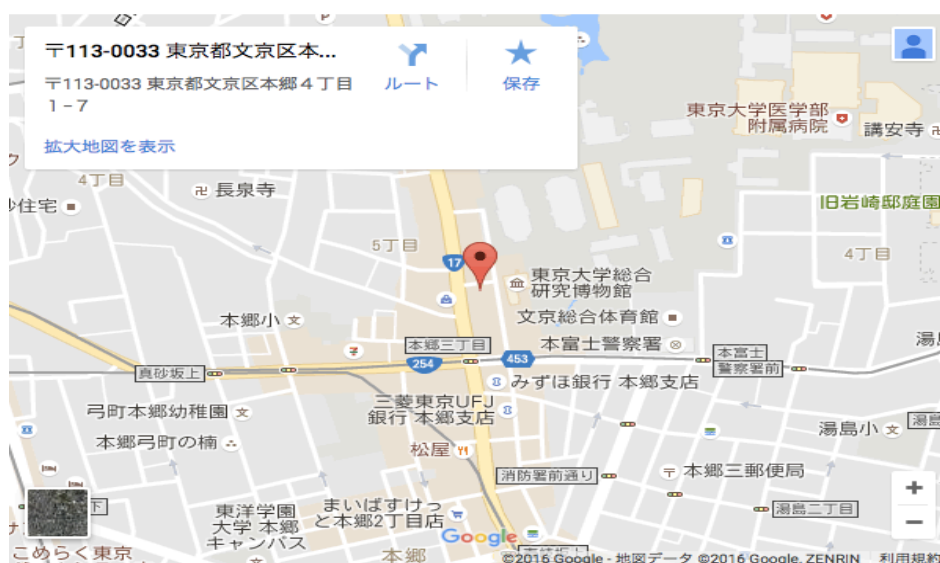 〒113-0033 東京都文京区本...
〒113-0033 東京都文京区本郷４丁目
１−７
ルート
保存
拡大地図を表示
東京大学医学部
附属病院
講安寺
4丁目
長泉寺
住宅
旧岩崎邸庭園
5丁目
4丁目
17
東京大学総合
研究博物館
本郷小
文京総合体育館
本郷三丁目
本富士警察署
254
453
本富士
警察署前
真砂坂上
みずほ銀行 本郷支店
三菱東京UFJ
銀行 本郷支店
弓町本郷幼稚園
本郷弓町の楠
湯島小
松屋
消防署前通り
本郷三郵便局
東洋学園
大学 本郷
キャンパス
まいばすけっ
と本郷2丁目店
湯島二丁目
こめらく東京
本郷
Google
©2016 Google - 地図データ ©2016 Google, ZENRIN
利用規約